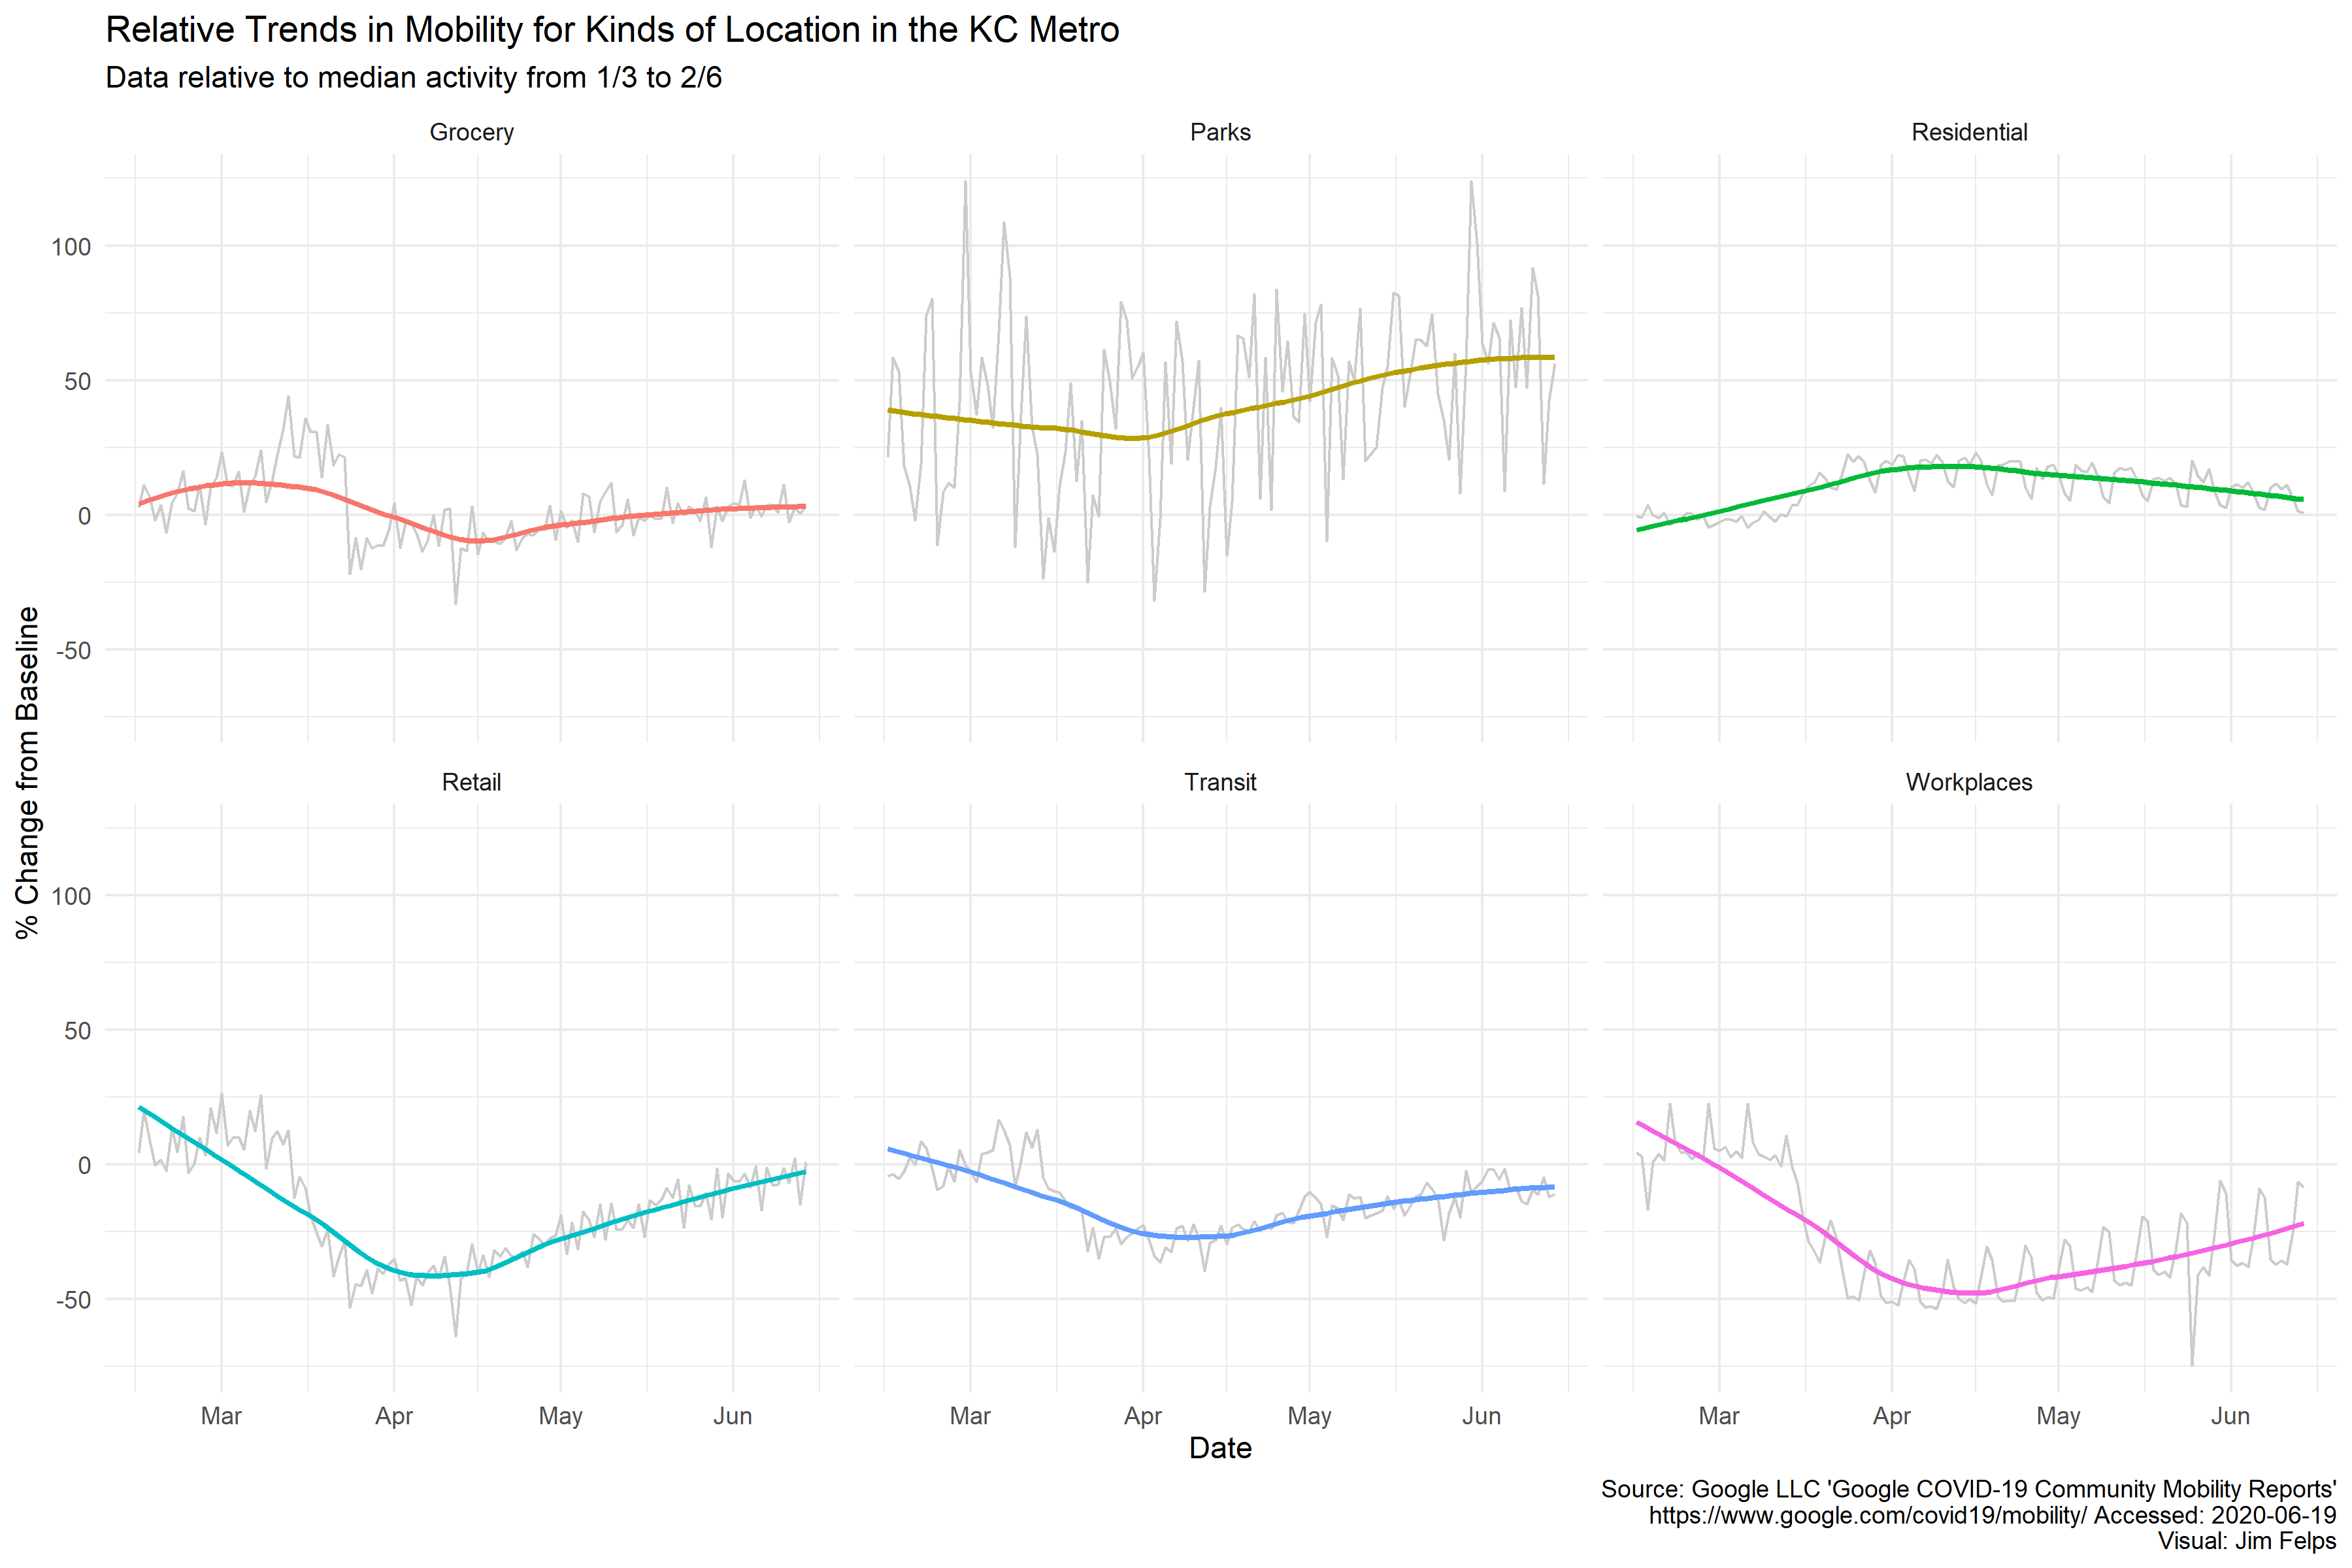 Relative Trends in Mobility for Kinds of Location in the KC Metro
Data relative to median activity from 1/3 to 2/6
Grocery
Parks
Residential
100
50
0
-50
% Change from Baseline
Retail
Transit
Workplaces
100
50
0
-50
Mar Apr May Jun
Mar Apr May Jun
Mar Apr May Jun
Date
Source: Google LLC 'Google COVID-19 Community Mobility Reports'
https://www.google.com/covid19/mobility/ Accessed: 2020-06-19
Visual: Jim Felps